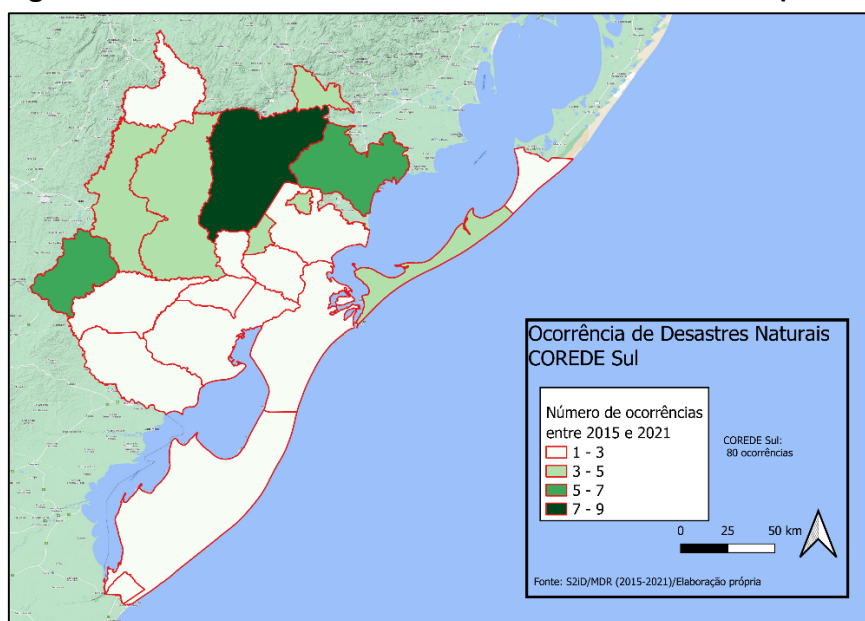 Ocorrência de Desastres Naturais
COREDE Sul
Número de ocorrências
entre 2015 e 2021
1 - 3
3 - 5
5 - 7
7 - 9
COREDE Sul:
80 ocorrências
0 25 50 km
Fonte: S2iD/MDR (2015-2021)/Elaboração própria